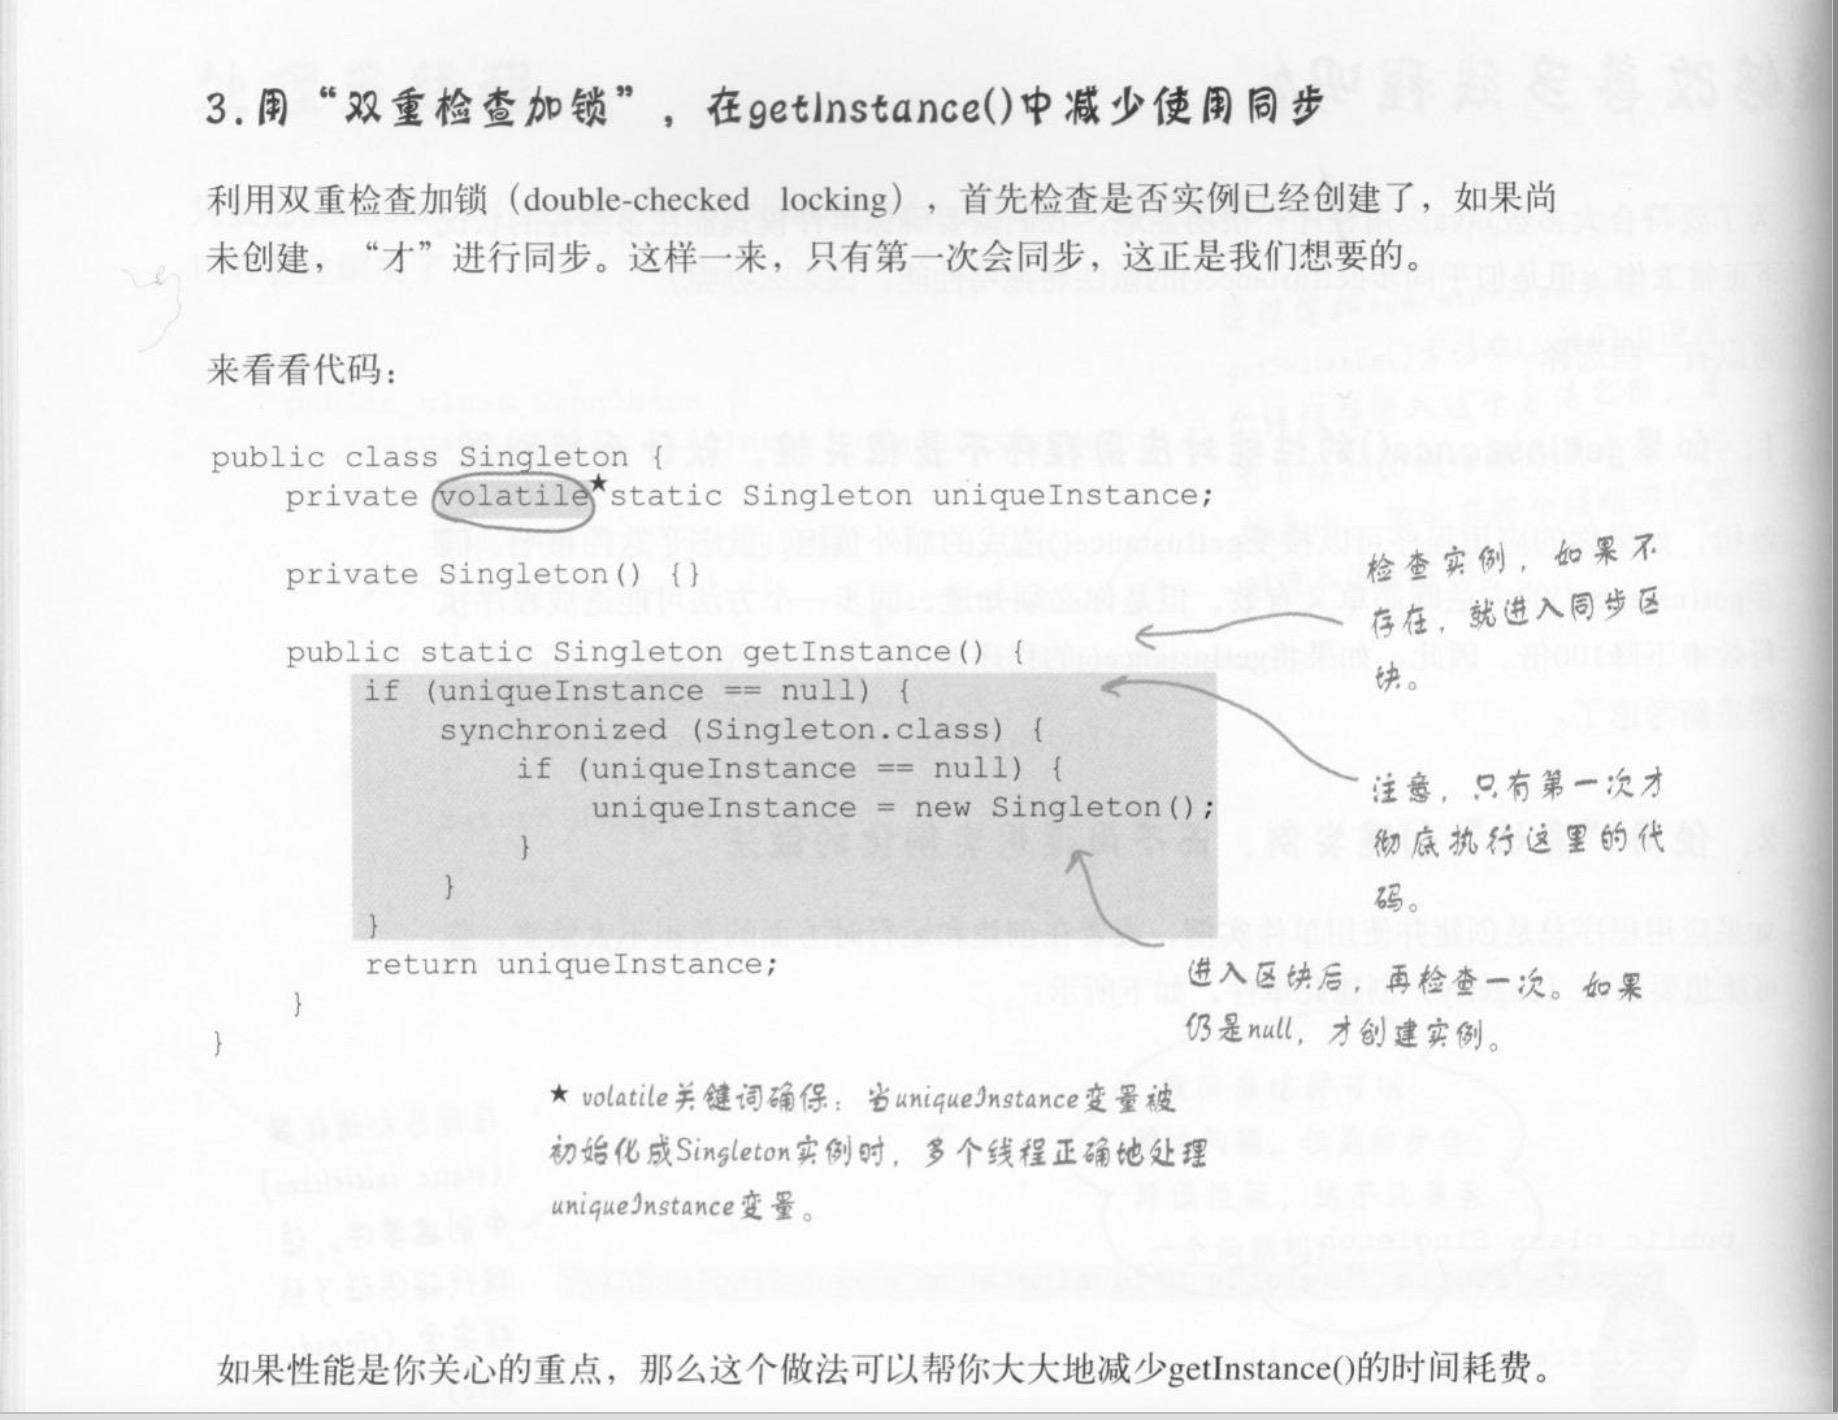 3.用“双重检查加锁”，在getInstance()中减少使用同步
利用双重检查加锁（double-checked locking），首先检查是否实例已经创建了，如果尚
未创建，“才”进行同步。这样一来，只有第一次会同步，这正是我们想要的。
来看看代码：
public class Singleton {
private volatile★static Singleton uniqueInstance;
private Singleton() {}
public static Singleton getInstance() {
if (uniqueInstance == null) {
synchronized (Singleton.class) {
if (uniqueInstance == null) {
uniqueInstance = new Singleton();
}
}
}
return uniqueInstance;
}
}
检查实例，如果不
存在，就进入同步区
块。
注意，只有第一次才
彻底执行这里的代
码。
进入区块后，再检查一次。如果
仍是null，才创建实例。
★ volatile关键词确保：当uniqueInstance变量被
初始化成Singleton实例时，多个线程正确地处理
uniqueInstance变量。
如果性能是你关心的重点，那么这个做法可以帮你大大地减少getInstance()的时间耗费。